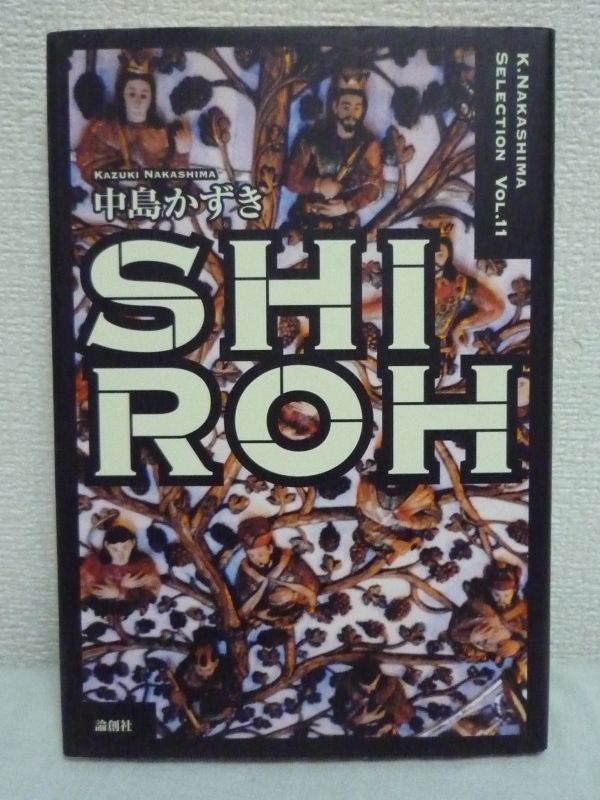 K.NAKASHIMA
SELECTION VOL.11
KAZUKI NAKASHIMA
中島かずき
SHI
ROH
論創社